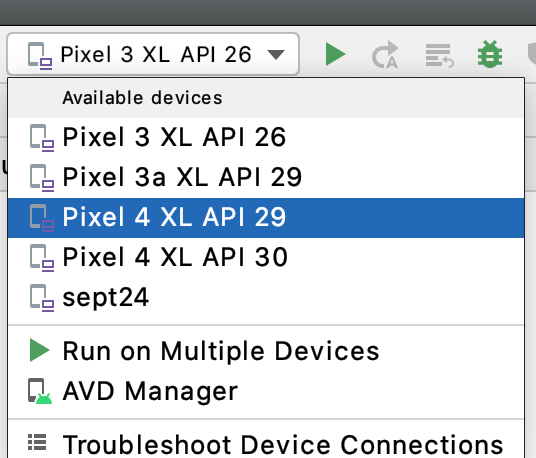 Pixel 3 XL API 26
Available devices
Pixel 3 XL API 26
Pixel 3a XL API 29
Pixel 4 XL API 29
Pixel 4 XL API 30
sept24
Run on Multiple Devices
AVD Manager
Troubleshoot Device Connections